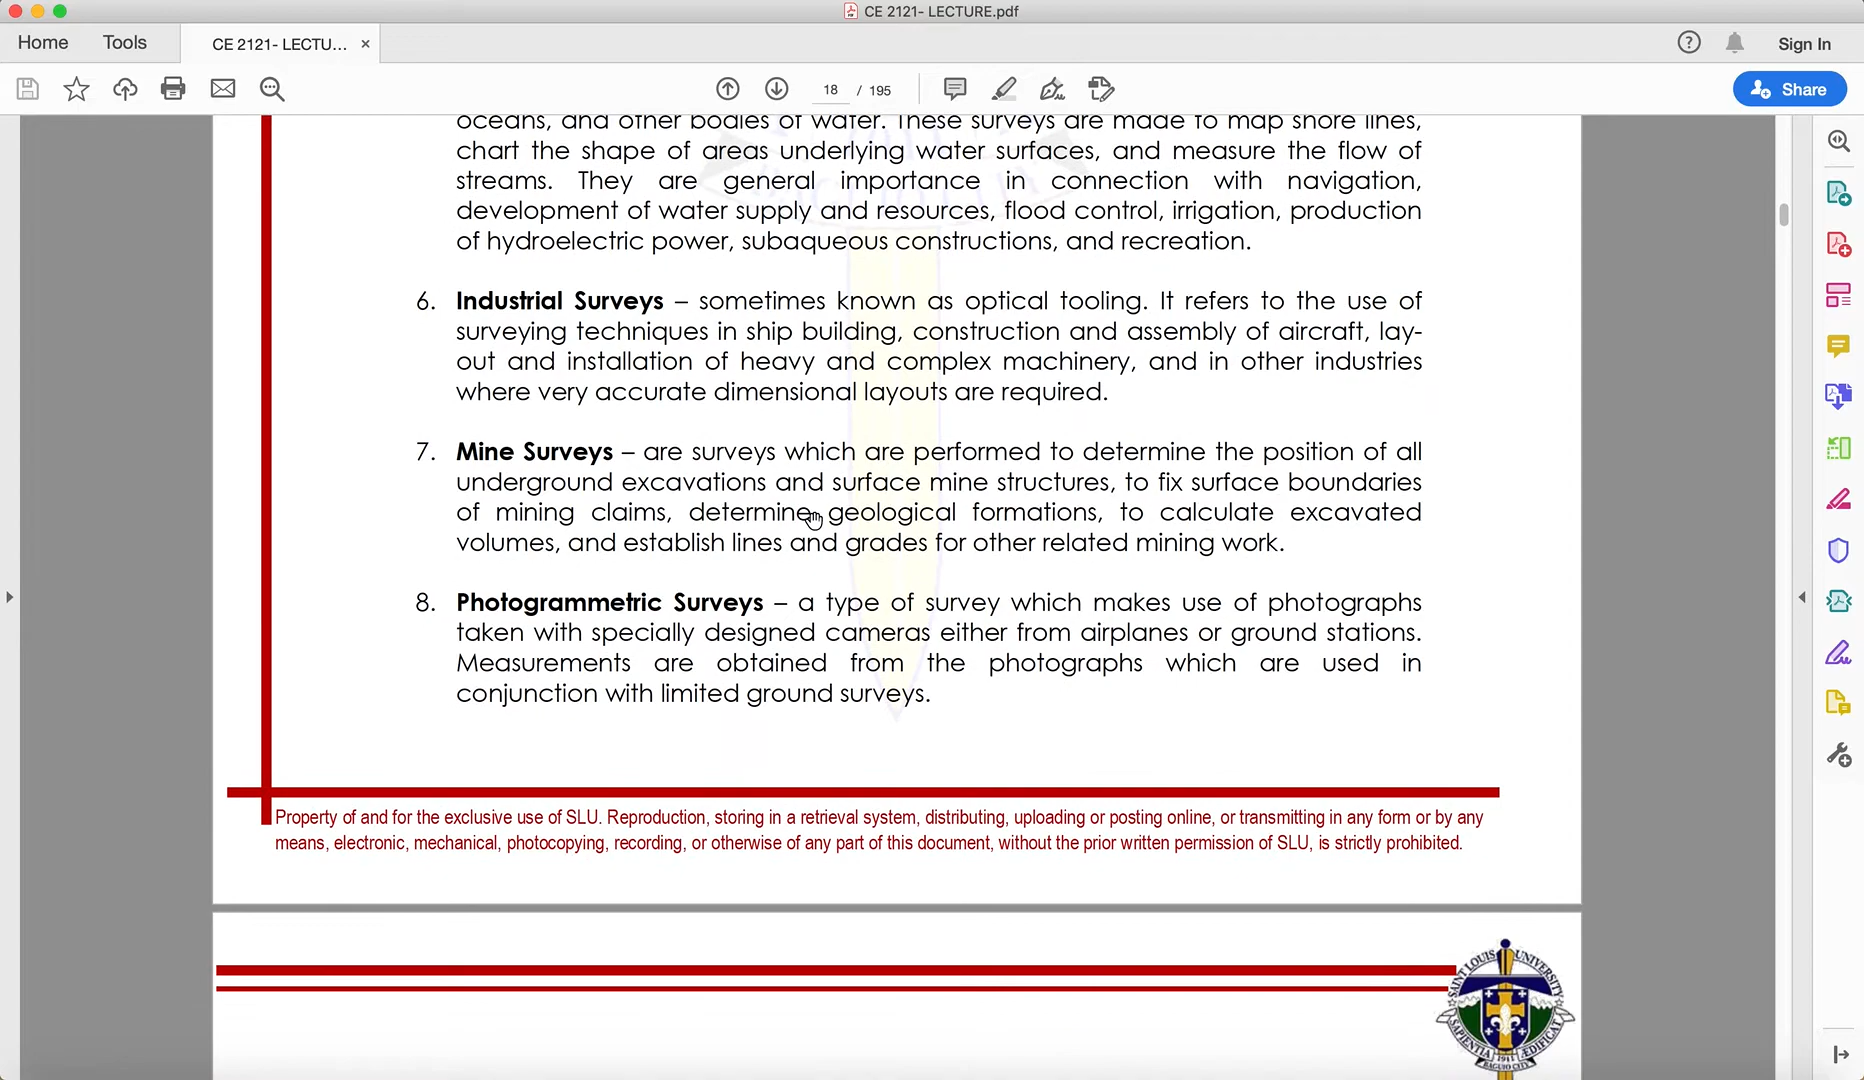 CE 2121- LECTURE.pdf
Home
Tools
CE 2121- LECTU...
Sign In
18 / 195
Share
oceans, and other bodies of water. These surveys are made to map shore lines,
chart the shape of areas underlying water surfaces, and measure the flow of
streams. They are general importance in connection with navigation,
development of water supply and resources, flood control, irrigation, production
of hydroelectric power, subaqueous constructions, and recreation.
6. Industrial Surveys – sometimes known as optical tooling. It refers to the use of
surveying techniques in ship building, construction and assembly of aircraft, lay-
out and installation of heavy and complex machinery, and in other industries
where very accurate dimensional layouts are required.
7. Mine Surveys – are surveys which are performed to determine the position of all
underground excavations and surface mine structures, to fix surface boundaries
of mining claims, determine geological formations, to calculate excavated
volumes, and establish lines and grades for other related mining work.
8. Photogrammetric Surveys – a type of survey which makes use of photographs
taken with specially designed cameras either from airplanes or ground stations.
Measurements are obtained from the photographs which are used in
conjunction with limited ground surveys.
Property of and for the exclusive use of SLU. Reproduction, storing in a retrieval system, distributing, uploading or posting online, or transmitting in any form or by any
means, electronic, mechanical, photocopying, recording, or otherwise of any part of this document, without the prior written permission of SLU, is strictly prohibited.
SAINT LOUIS UNIVERSITY
SAPIENTIA ÆDIFICAT
1911
BAGUIO CITY